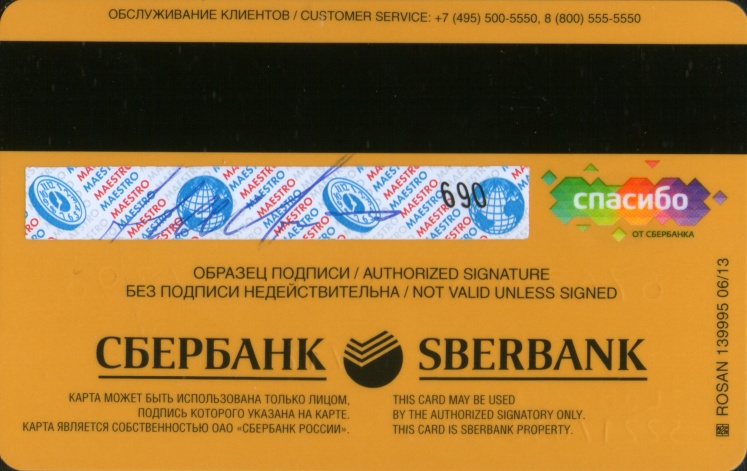 ОБСЛУЖИВАНИЕ КЛИЕНТОВ / CUSTOMER SERVICE: +7 (495) 500-5550, 8 (800) 555-5550
MAESTRO
690
спасибо
ОТ СБЕРБАНКА
ОБРАЗЕЦ ПОДПИСИ / AUTHORIZED SIGNATURE
БЕЗ ПОДПИСИ НЕДЕЙСТВИТЕЛЬНА / NOT VALID UNLESS SIGNED
СБЕРБАНК SBERBANK
КАРТА МОЖЕТ БЫТЬ ИСПОЛЬЗОВАНА ТОЛЬКО ЛИЦОМ,
ПОДПИСЬ КОТОРОГО УКАЗАНА НА КАРТЕ.
КАРТА ЯВЛЯЕТСЯ СОБСТВЕННОСТЬЮ ОАО «СБЕРБАНК РОССИИ».
THIS CARD MAY BE USED
BY THE AUTHORIZED SIGNATORY ONLY.
THIS CARD IS SBERBANK PROPERTY.
ROSAN 139995 06/13